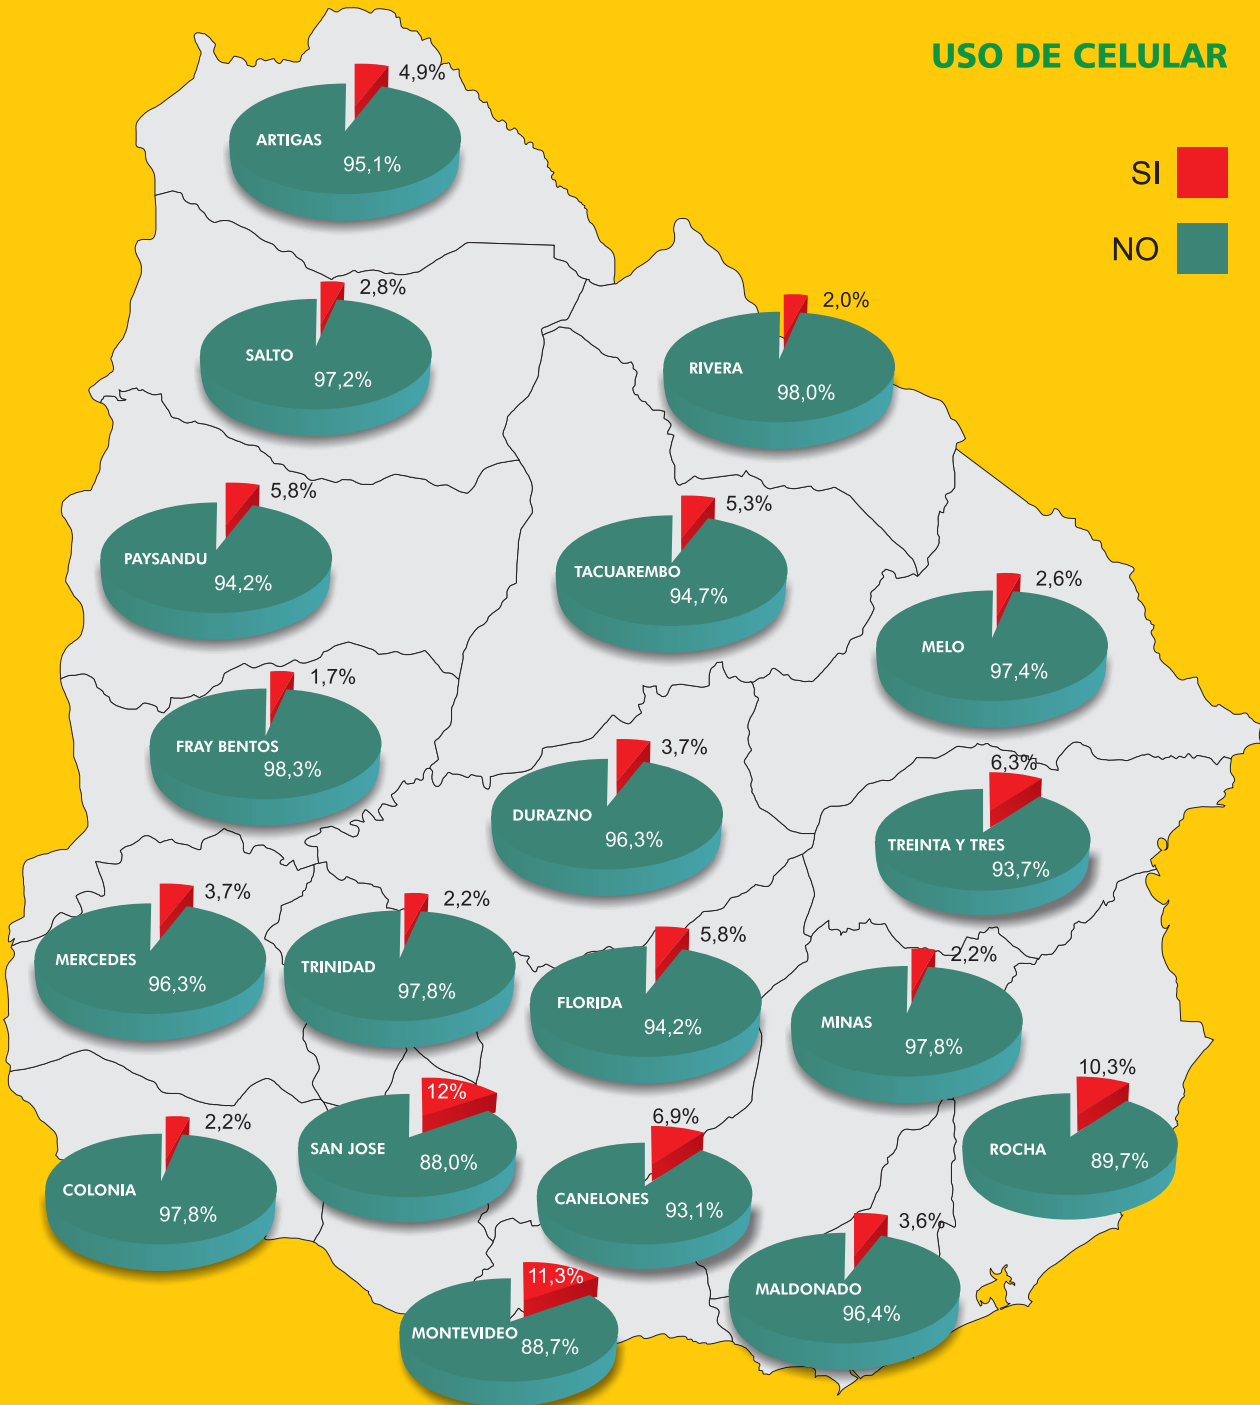 USO DE CELULAR
SI
NO
4,9%
ARTIGAS
95,1%
2,8%
SALTO
97,2%
2,0%
RIVERA
98,0%
5,8%
PAYSANDU
94,2%
5,3%
TACUAREMBO
94,7%
2,6%
MELO
97,4%
1,7%
FRAY BENTOS
98,3%
3,7%
DURAZNO
96,3%
6,3%
TREINTA Y TRES
93,7%
3,7%
MERCEDES
96,3%
2,2%
TRINIDAD
97,8%
5,8%
FLORIDA
94,2%
2,2%
MINAS
97,8%
10,3%
ROCHA
89,7%
2,2%
COLONIA
97,8%
12%
SAN JOSE
88,0%
6,9%
CANELONES
93,1%
3,6%
MALDONADO
96,4%
11,3%
MONTEVIDEO
88,7%